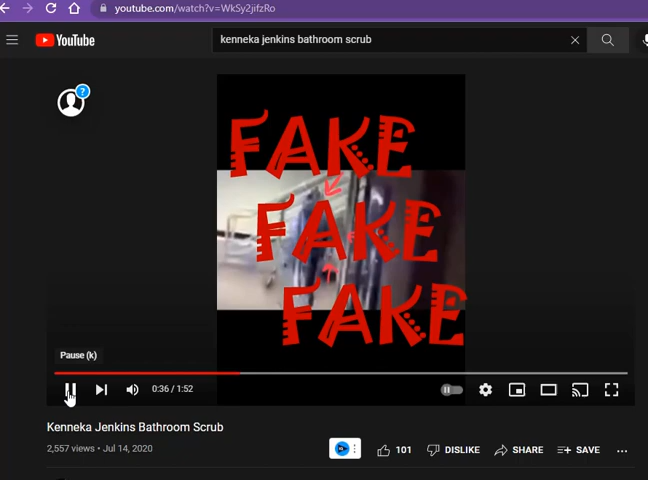 youtube.com/watch?v=WkSy2jifzRo
YouTube
kenneka jenkins bathroom scrub
?
FAKE
FAKE
FAKE
Pause (k)
0:36 / 1:52
Kenneka Jenkins Bathroom Scrub
2,557 views • Jul 14, 2020
101
DISLIKE
SHARE
SAVE